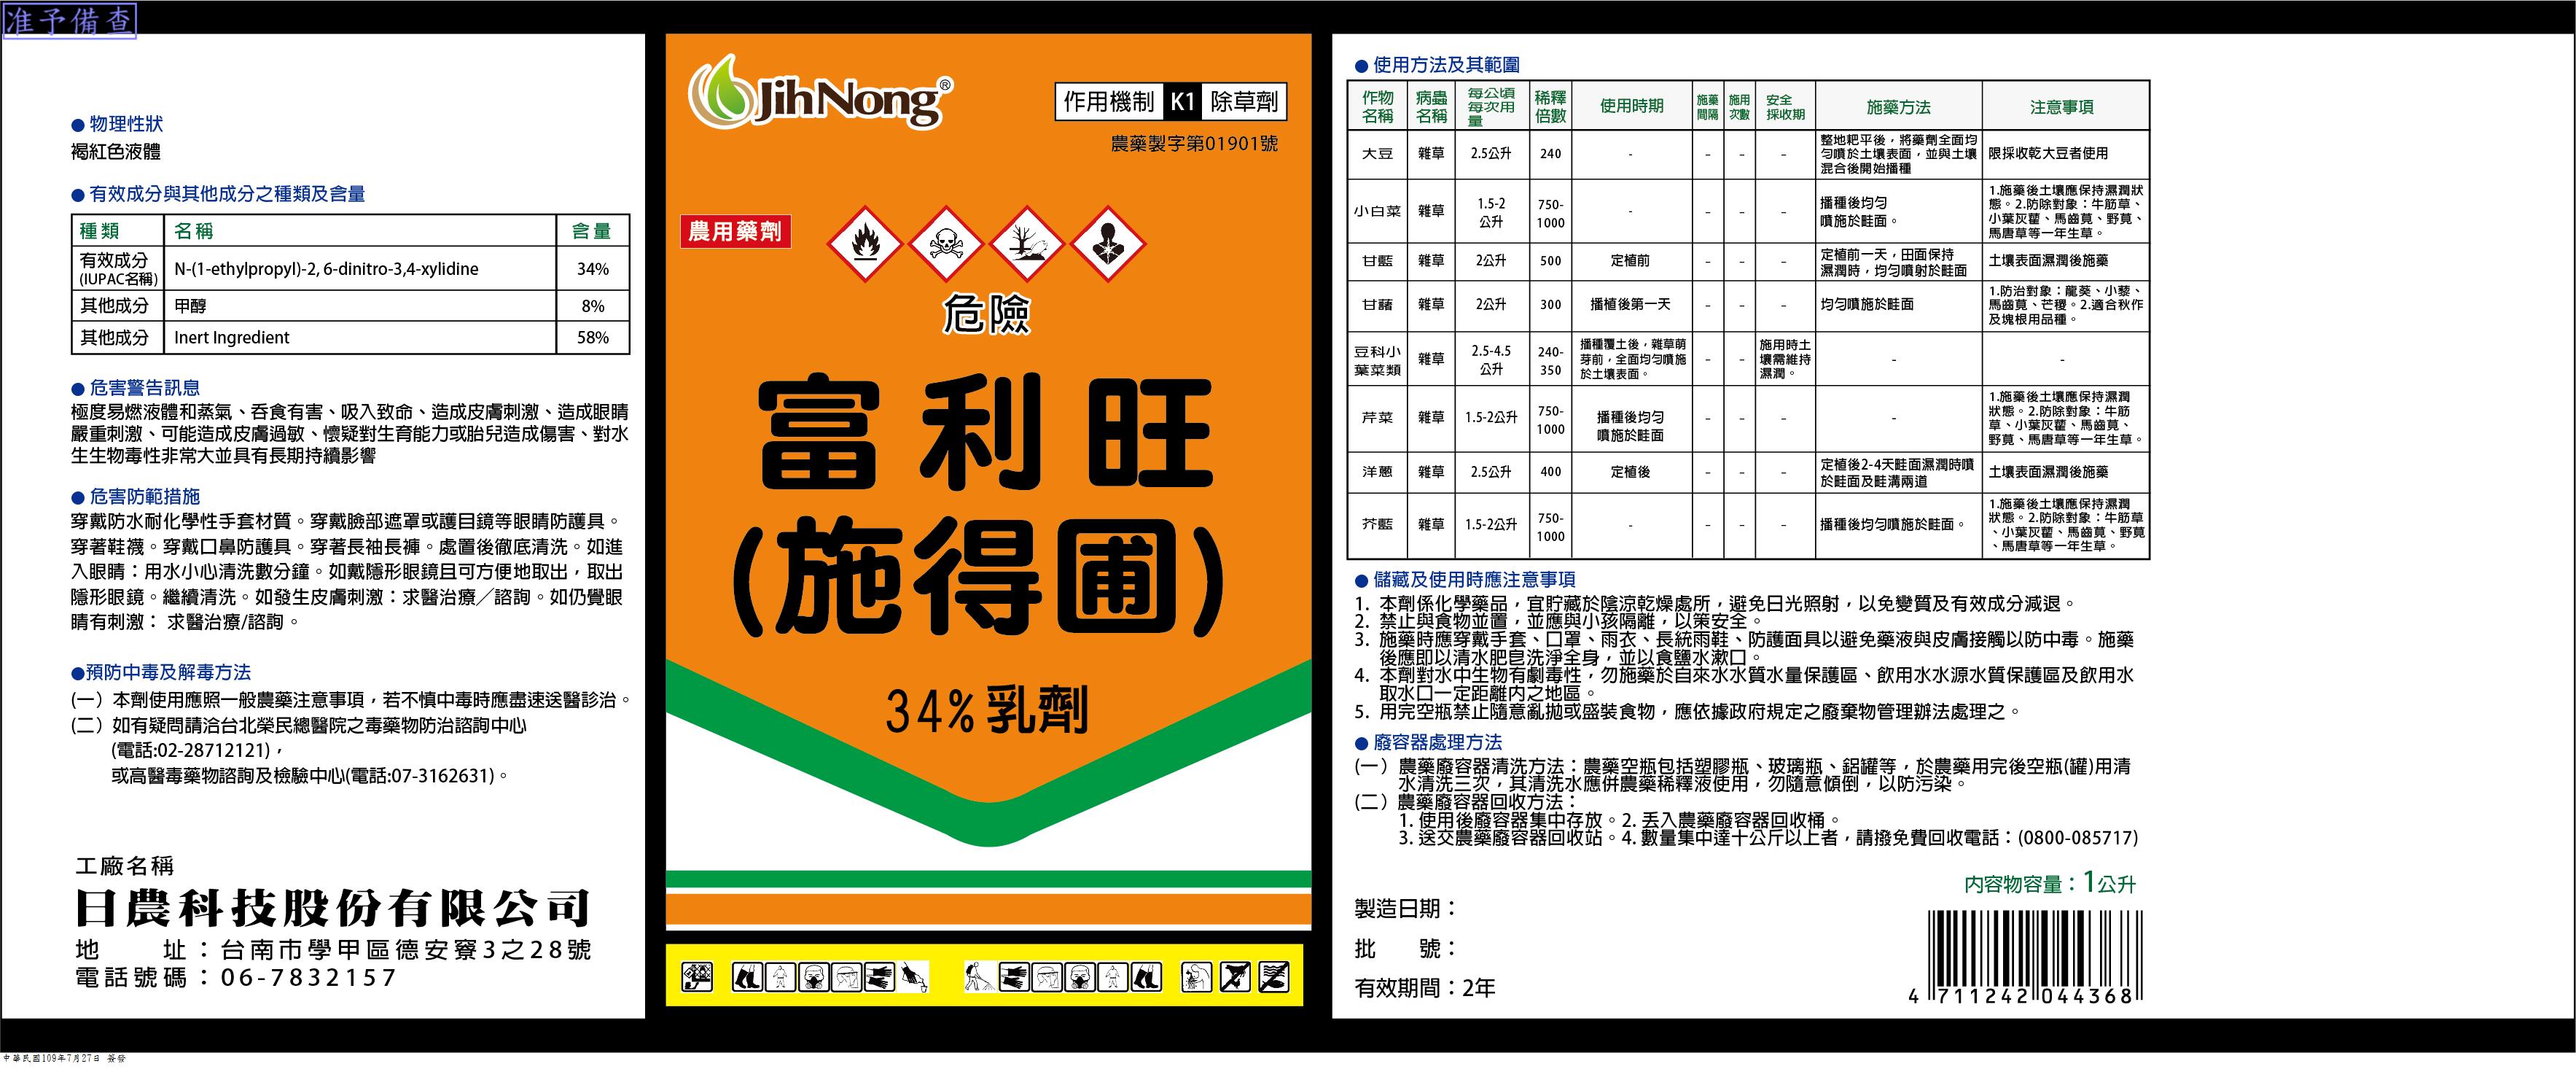 准予備查
● 物理性狀
褐紅色液體
● 有效成分與其他成分之種類及含量
種類 名稱 含量
有效成分 (IUPAC名稱) N-(1-ethylpropyl)-2, 6-dinitro-3,4-xylidine 34%
其他成分 甲醇 8%
其他成分 Inert Ingredient 58%
● 危害警告訊息
極度易燃液體和蒸氣、吞食有害、吸入致命、造成皮膚刺激、造成眼睛
嚴重刺激、可能造成皮膚過敏、懷疑對生育能力或胎兒造成傷害、對水
生生物毒性非常大並具有長期持續影響
● 危害防範措施
穿戴防水耐化學性手套材質。穿戴臉部遮罩或護目鏡等眼睛防護具。
穿著鞋襪。穿戴口鼻防護具。穿著長袖長褲。處置後徹底清洗。如進
入眼睛：用水小心清洗數分鐘。如戴隱形眼鏡且可方便地取出，取出
隱形眼鏡。繼續清洗。如發生皮膚刺激：求醫治療／諮詢。如仍覺眼
睛有刺激： 求醫治療/諮詢。
●預防中毒及解毒方法
(一）本劑使用應照一般農藥注意事項，若不慎中毒時應盡速送醫診治。
(二）如有疑問請洽台北榮民總醫院之毒藥物防治諮詢中心
(電話:02-28712121)，
或高醫毒藥物諮詢及檢驗中心(電話:07-3162631)。
工廠名稱
日農科技股份有限公司
地　　址：台南市學甲區德安寮3之28號
電話號碼：06-7832157
JihNong®
作用機制 K1 除草劑
農藥製字第01901號
農用藥劑
危險
富利旺
(施得圃)
34%乳劑
● 使用方法及其範圍
作物名稱 病蟲名稱 每公頃每次用量 稀釋倍數 使用時期 施藥間隔 施用次數 安全採收期 施藥方法 注意事項
大豆 雜草 2.5公升 240 - - - - 整地耙平後，將藥劑全面均勻噴於土壤表面，並與土壤混合後開始播種 限採收乾大豆者使用
小白菜 雜草 1.5-2公升 750-1000 - - - - 播種後均勻噴施於畦面。 1.施藥後土壤應保持濕潤狀態。2.防除對象：牛筋草、小葉灰藋、馬齒莧、野莧、馬唐草等一年生草。
甘藍 雜草 2公升 500 定植前 - - - 定植前一天，田面保持濕潤時，均勻噴射於畦面 土壤表面濕潤後施藥
甘藷 雜草 2公升 300 播植後第一天 - - - 均勻噴施於畦面 1.防治對象：龍葵、小藜、馬齒莧、芒稷。2.適合秋作及塊根用品種。
豆科小葉菜類 雜草 2.5-4.5公升 240-350 播種覆土後，雜草萌芽前，全面均勻噴施於土壤表面。 - - 施用時土壤需維持濕潤。 - -
芹菜 雜草 1.5-2公升 750-1000 播種後均勻噴施於畦面 - - - - 1.施藥後土壤應保持濕潤狀態。2.防除對象：牛筋草、小葉灰藋、馬齒莧、野莧、馬唐草等一年生草。
洋蔥 雜草 2.5公升 400 定植後 - - - 定植後2-4天畦面濕潤時噴於畦面及畦溝兩道 土壤表面濕潤後施藥
芥藍 雜草 1.5-2公升 750-1000 - - - - 播種後均勻噴施於畦面。 1.施藥後土壤應保持濕潤狀態。2.防除對象：牛筋草、小葉灰藋、馬齒莧、野莧、馬唐草等一年生草。
● 儲藏及使用時應注意事項
1. 本劑係化學藥品，宜貯藏於陰涼乾燥處所，避免日光照射，以免變質及有效成分減退。
2. 禁止與食物並置，並應與小孩隔離，以策安全。
3. 施藥時應穿戴手套、口罩、雨衣、長統雨鞋、防護面具以避免藥液與皮膚接觸以防中毒。施藥
後應即以清水肥皂洗淨全身，並以食鹽水漱口。
4. 本劑對水中生物有劇毒性，勿施藥於自來水水質水量保護區、飲用水水源水質保護區及飲用水
取水口一定距離內之地區。
5. 用完空瓶禁止隨意亂拋或盛裝食物，應依據政府規定之廢棄物管理辦法處理之。
● 廢容器處理方法
(一）農藥廢容器清洗方法：農藥空瓶包括塑膠瓶、玻璃瓶、鋁罐等，於農藥用完後空瓶(罐)用清
水清洗三次，其清洗水應併農藥稀釋液使用，勿隨意傾倒，以防污染。
(二）農藥廢容器回收方法：
1. 使用後廢容器集中存放。2. 丟入農藥廢容器回收桶。
3. 送交農藥廢容器回收站。4. 數量集中達十公斤以上者，請撥免費回收電話：(0800-085717)
內容物容量：1公升
製造日期：
批　　號：
有效期間：2年
4 711242 044368
中華民國109年7月27日 簽發